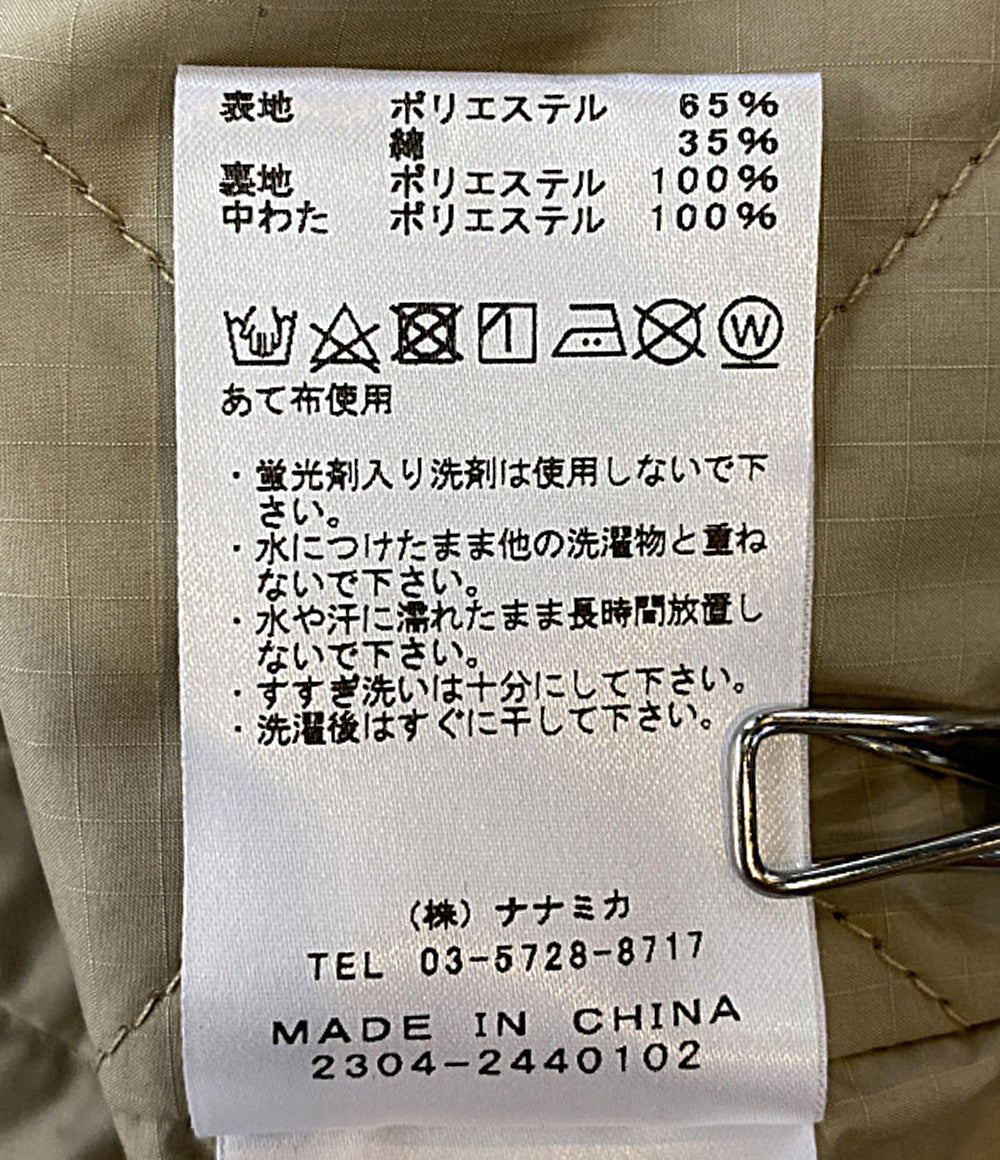 表地 ポリエステル 65%
綿 35%
裏地 ポリエステル 100%
中わた ポリエステル 100%
W
あて布使用
・蛍光剤入り洗剤は使用しないで下
さい。
・水につけたまま他の洗濯物と重ね
ないで下さい。
・水や汗に濡れたまま長時間放置し
ないで下さい。
・すすぎ洗いは十分にして下さい。
・洗濯後はすぐに干して下さい。
(株)ナナミカ
TEL 03-5728-8717
MADE IN CHINA
2304-2440102